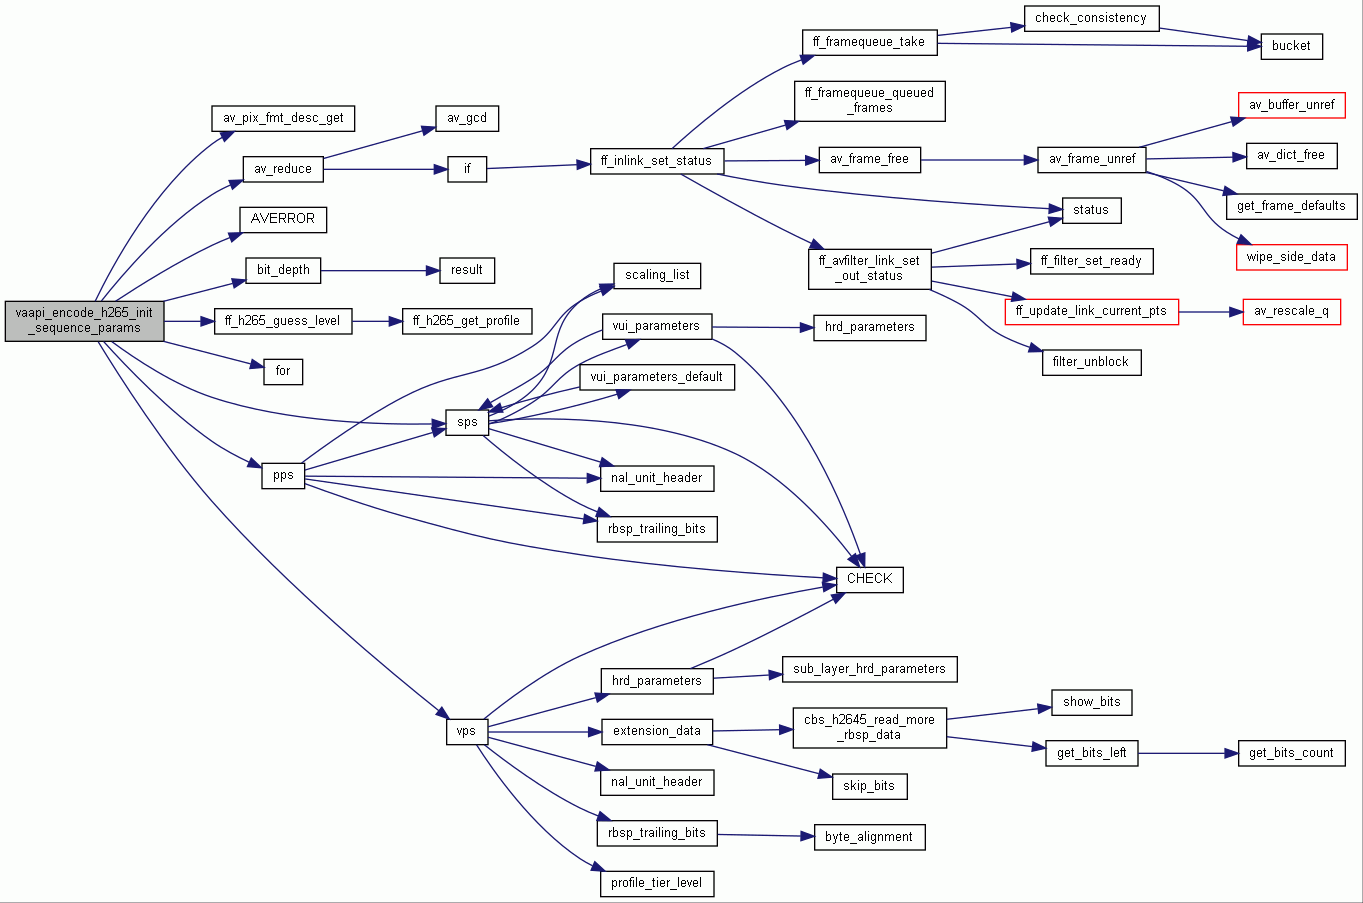 check_consistency
ff_framequeue_take
bucket
ff_framequeue_queued
_frames
av_buffer_unref
av_pix_fmt_desc_get
av_gcd
av_reduce
if
ff_inlink_set_status
av_frame_free
av_frame_unref
av_dict_free
get_frame_defaults
AVERROR
status
wipe_side_data
bit_depth
result
scaling_list
ff_avfilter_link_set
_out_status
ff_filter_set_ready
vaapi_encode_h265_init
_sequence_params
ff_h265_guess_level
ff_h265_get_profile
vui_parameters
hrd_parameters
ff_update_link_current_pts
av_rescale_q
for
vui_parameters_default
filter_unblock
sps
pps
nal_unit_header
rbsp_trailing_bits
CHECK
hrd_parameters
sub_layer_hrd_parameters
vps
extension_data
cbs_h2645_read_more
_rbsp_data
show_bits
get_bits_left
get_bits_count
nal_unit_header
skip_bits
rbsp_trailing_bits
byte_alignment
profile_tier_level